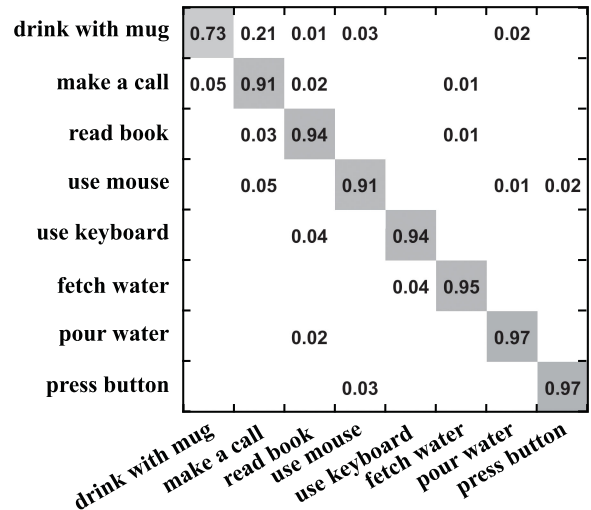 drink with mug 0.73 0.21 0.01 0.03 0.02
make a call 0.05 0.91 0.02 0.01
read book 0.03 0.94 0.01
use mouse 0.05 0.91 0.01 0.02
use keyboard 0.04 0.94
fetch water 0.04 0.95
pour water 0.02 0.97
press button 0.03 0.97
drink with mug
make a call
read book
use mouse
use keyboard
fetch water
pour water
press button